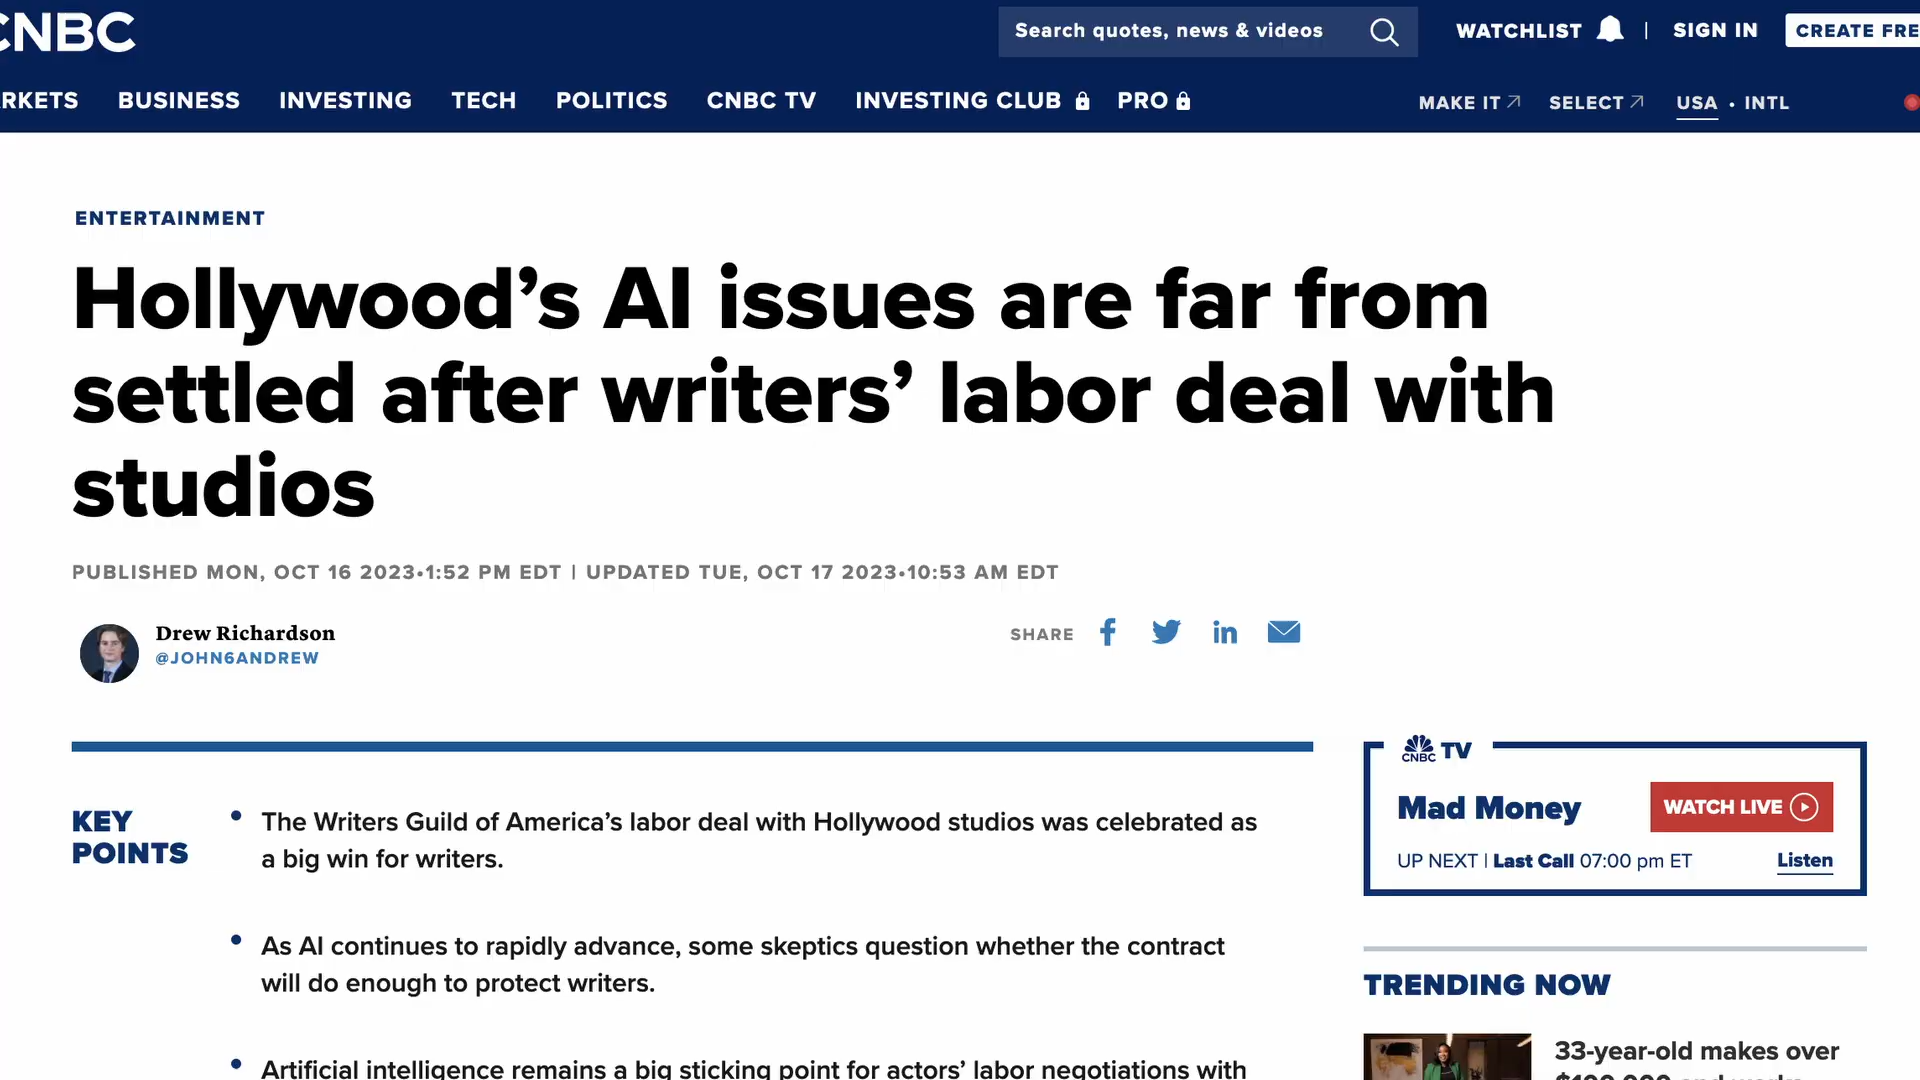 CNBC
Search quotes, news & videos
WATCHLIST
SIGN IN
CREATE FRE
RKETS
BUSINESS
INVESTING
TECH
POLITICS
CNBC TV
INVESTING CLUB
PRO
MAKE IT
SELECT
USA • INTL
ENTERTAINMENT
Hollywood’s AI issues are far from
settled after writers’ labor deal with
studios
PUBLISHED MON, OCT 16 2023•1:52 PM EDT | UPDATED TUE, OCT 17 2023•10:53 AM EDT
Drew Richardson
@JOHN6ANDREW
SHARE
KEY
POINTS
• The Writers Guild of America’s labor deal with Hollywood studios was celebrated as
a big win for writers.
• As AI continues to rapidly advance, some skeptics question whether the contract
will do enough to protect writers.
• Artificial intelligence remains a big sticking point for actors’ labor negotiations with
CNBC TV
Mad Money
WATCH LIVE
UP NEXT | Last Call 07:00 pm ET
Listen
TRENDING NOW
33-year-old makes over